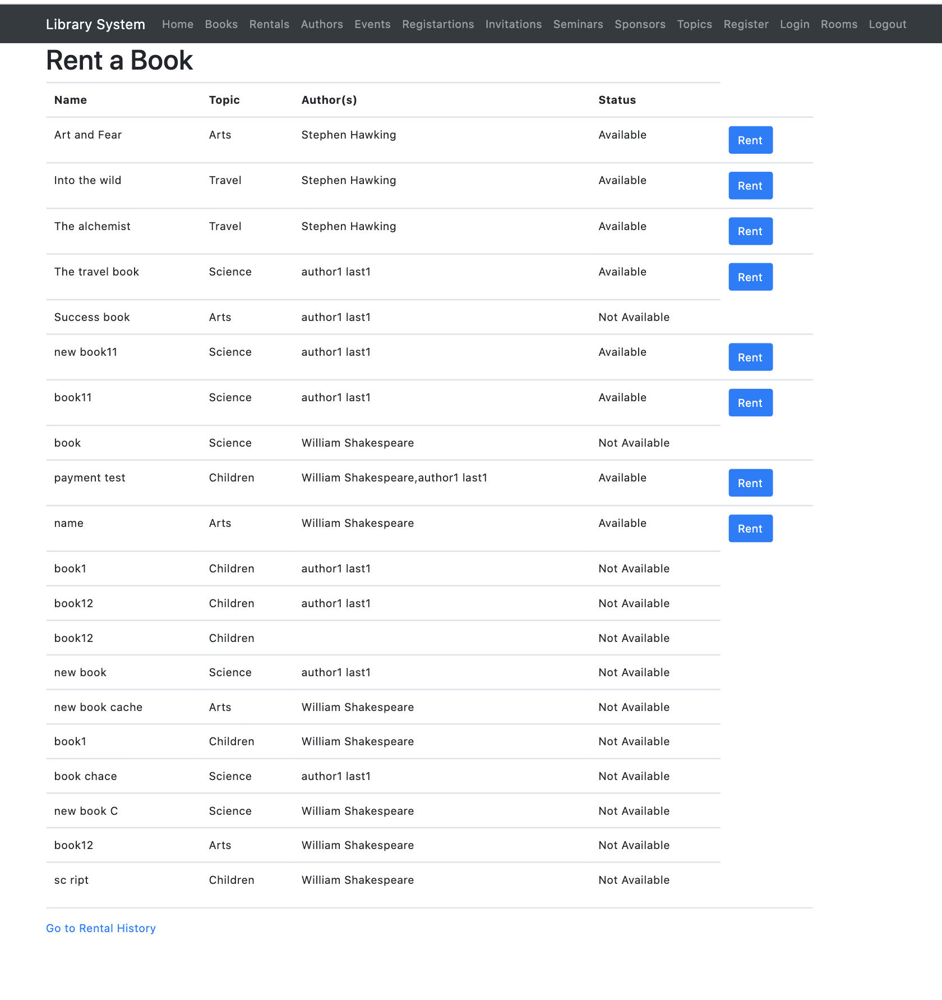 Library System Home Books Rentals Authors Events Registartions Invitations Seminars Sponsors Topics Register Login Rooms Logout
Rent a Book
Name Topic Author(s) Status
Art and Fear Arts Stephen Hawking Available Rent
Into the wild Travel Stephen Hawking Available Rent
The alchemist Travel Stephen Hawking Available Rent
The travel book Science author1 last1 Available Rent
Success book Arts author1 last1 Not Available
new book11 Science author1 last1 Available Rent
book11 Science author1 last1 Available Rent
book Science William Shakespeare Not Available
payment test Children William Shakespeare,author1 last1 Available Rent
name Arts William Shakespeare Available Rent
book1 Children author1 last1 Not Available
book12 Children author1 last1 Not Available
book12 Children Not Available
new book Science author1 last1 Not Available
new book cache Arts William Shakespeare Not Available
book1 Children William Shakespeare Not Available
book chace Science author1 last1 Not Available
new book C Science William Shakespeare Not Available
book12 Arts William Shakespeare Not Available
sc ript Children William Shakespeare Not Available
Go to Rental History